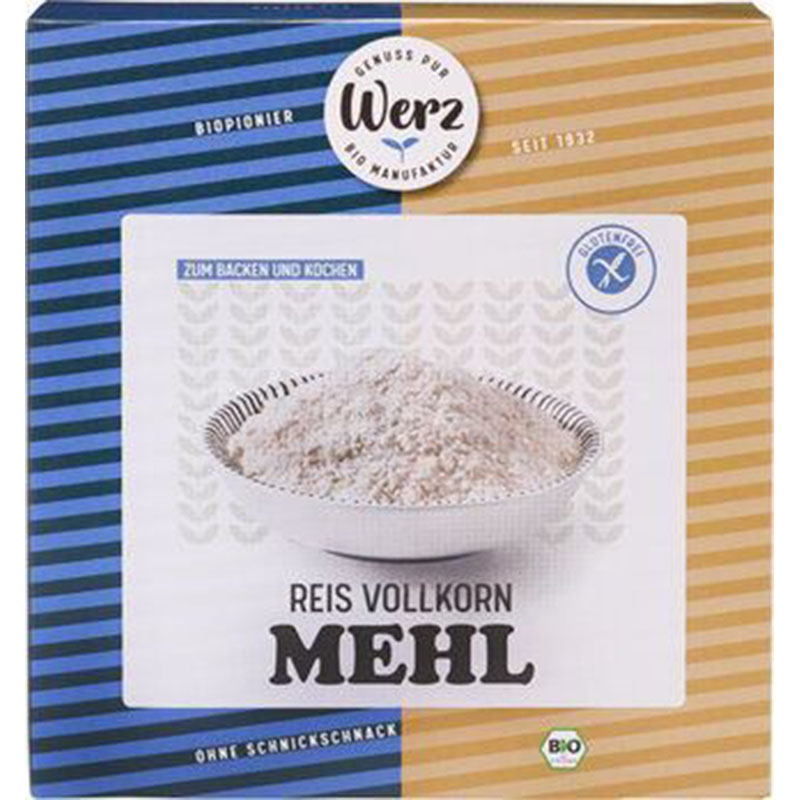 GENUSS PUR
Werz
BIO MANUFAKTUR
BIOPIONIER
SEIT 1932
GLUTENFREI
ZUM BACKEN UND KOCHEN
REIS VOLLKORN
MEHL
OHNE SCHNICKSCHNACK
BIO